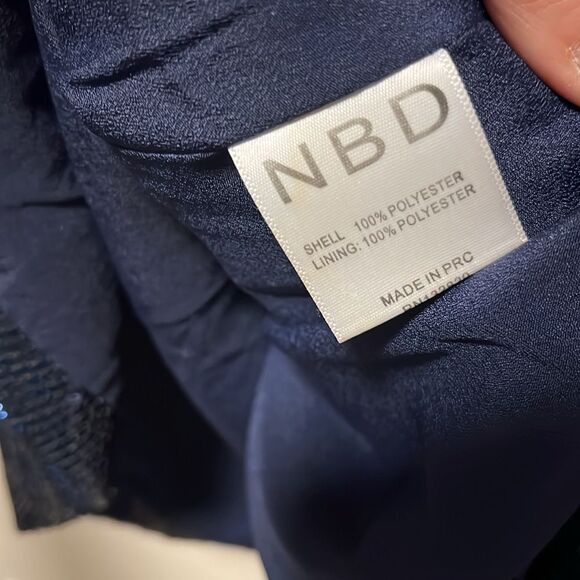 NBD
SHELL 100% POLYESTER
LINING: 100% POLYESTER
MADE IN PRC